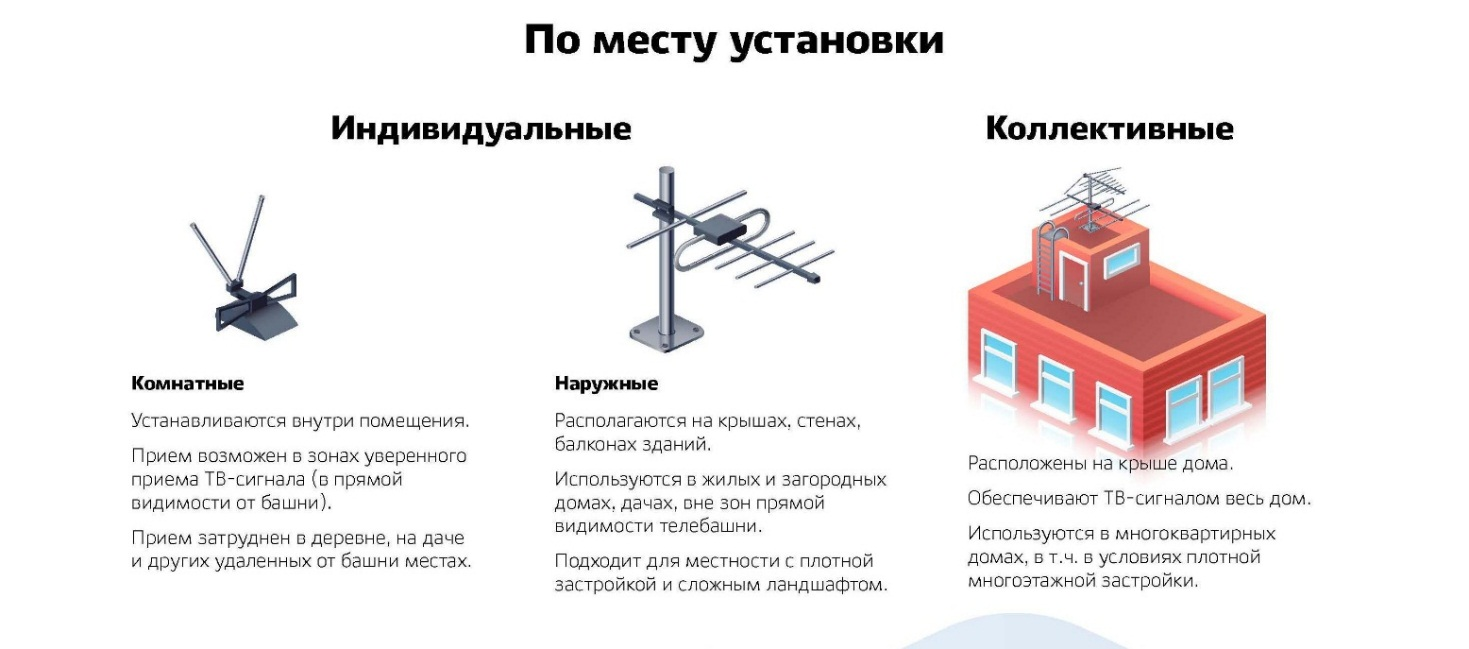 По месту установки
Индивидуальные
Коллективные
Комнатные
Устанавливаются внутри помещения.
Прием возможен в зонах уверенного
приема ТВ-сигнала (в прямой
видимости от башни).
Прием затруднен в деревне, на даче
и других удаленных от башни местах.
Наружные
Располагаются на крышах, стенах,
балконах зданий.
Используются в жилых и загородных
домах, дачах, вне зон прямой
видимости телебашни.
Подходит для местности с плотной
застройкой и сложным ландшафтом.
Расположены на крыше дома.
Обеспечивают ТВ-сигналом весь дом.
Используются в многоквартирных
домах, в т.ч. в условиях плотной
многоэтажной застройки.